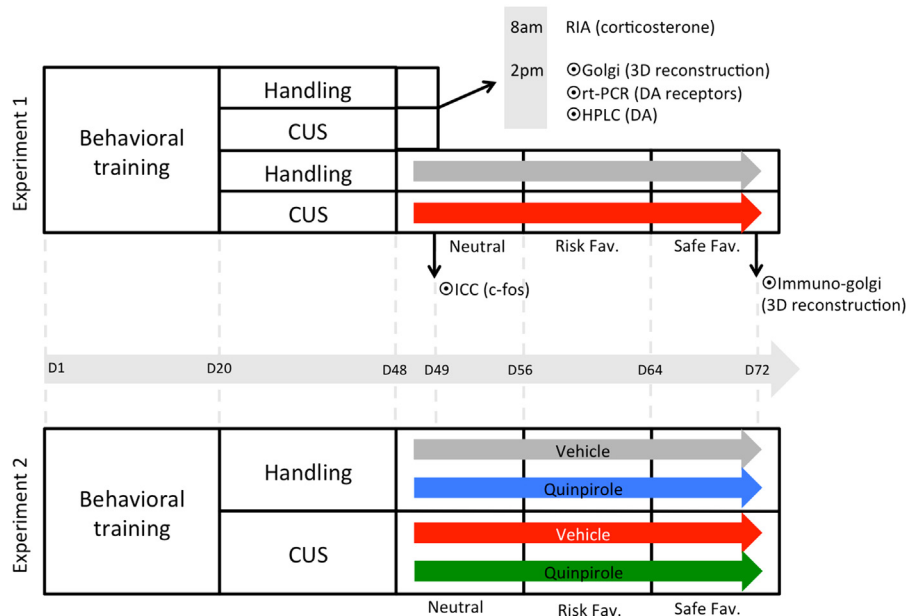 8am RIA (corticosterone)
2pm ⦿Golgi (3D reconstruction)
⦿rt-PCR (DA receptors)
⦿HPLC (DA)
Experiment 1
Behavioral
training
Handling
CUS
Handling
CUS
Neutral Risk Fav. Safe Fav.
⦿ICC (c-fos)
⦿Immuno-golgi
(3D reconstruction)
D1 D20 D48 D49 D56 D64 D72
Experiment 2
Behavioral
training
Handling
CUS
Vehicle
Quinpirole
Vehicle
Quinpirole
Neutral Risk Fav. Safe Fav.